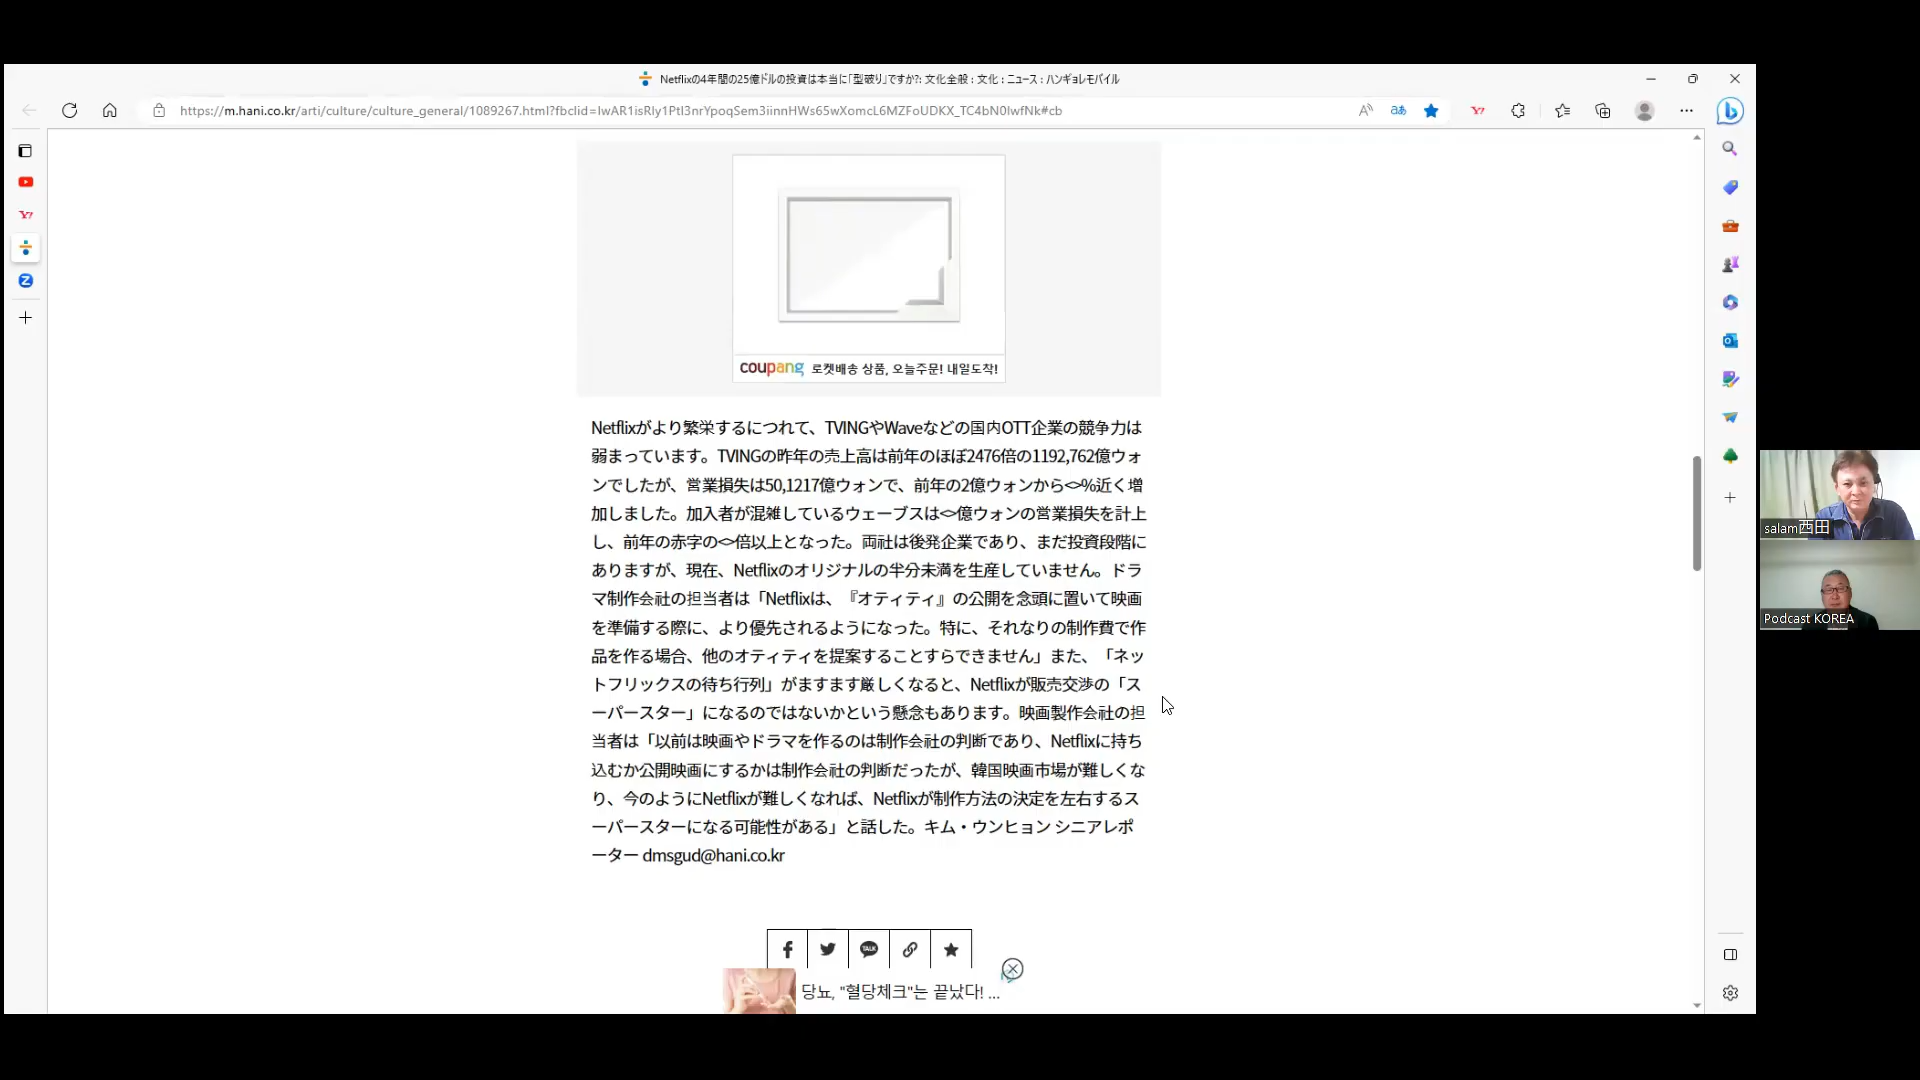 Netflixの4年間の25億ドルの投資は本当に「型破り」ですか?: 文化全般 : 文化 : ニュース : ハンギョレモバイル
https://m.hani.co.kr/arti/culture/culture_general/1089267.html?fbclid=IwAR1isRIy1PtI3nrYpoqSem3iinnHWs65wXomcL6MZFoUDKX_TC4bN0IwfNk#cb
coupang 로켓배송 상품, 오늘주문! 내일도착!
Netflixがより繁栄するにつれて、TVINGやWaveなどの国内OTT企業の競争力は
弱まっています。TVINGの昨年の売上高は前年のほぼ2476倍の1192,762億ウォ
ンでしたが、営業損失は50,1217億ウォンで、前年の2億ウォンから<>%近く増
加しました。加入者が混雑しているウェーブスは<>億ウォンの営業損失を計上
し、前年の赤字の<>倍以上となった。両社は後発企業であり、まだ投資段階に
ありますが、現在、Netflixのオリジナルの半分未満を生産していません。ドラ
マ制作会社の担当者は「Netflixは、『オティティ』の公開を念頭に置いて映画
を準備する際に、より優先されるようになった。特に、それなりの制作費で作
品を作る場合、他のオティティを提案することすらできません」また、「ネッ
トフリックスの待ち行列」がますます厳しくなると、Netflixが販売交渉の「ス
ーパースター」になるのではないかという懸念もあります。映画製作会社の担
当者は「以前は映画やドラマを作るのは制作会社の判断であり、Netflixに持ち
込むか公開映画にするかは制作会社の判断だったが、韓国映画市場が難しくな
り、今のようにNetflixが難しくなれば、Netflixが制作方法の決定を左右するス
ーパースターになる可能性がある」と話した。キム・ウンヒョン シニアレポ
ーター dmsgud@hani.co.kr
TALK
당뇨, "혈당체크"는 끝났다! ...
salam西田
Podcast KOREA